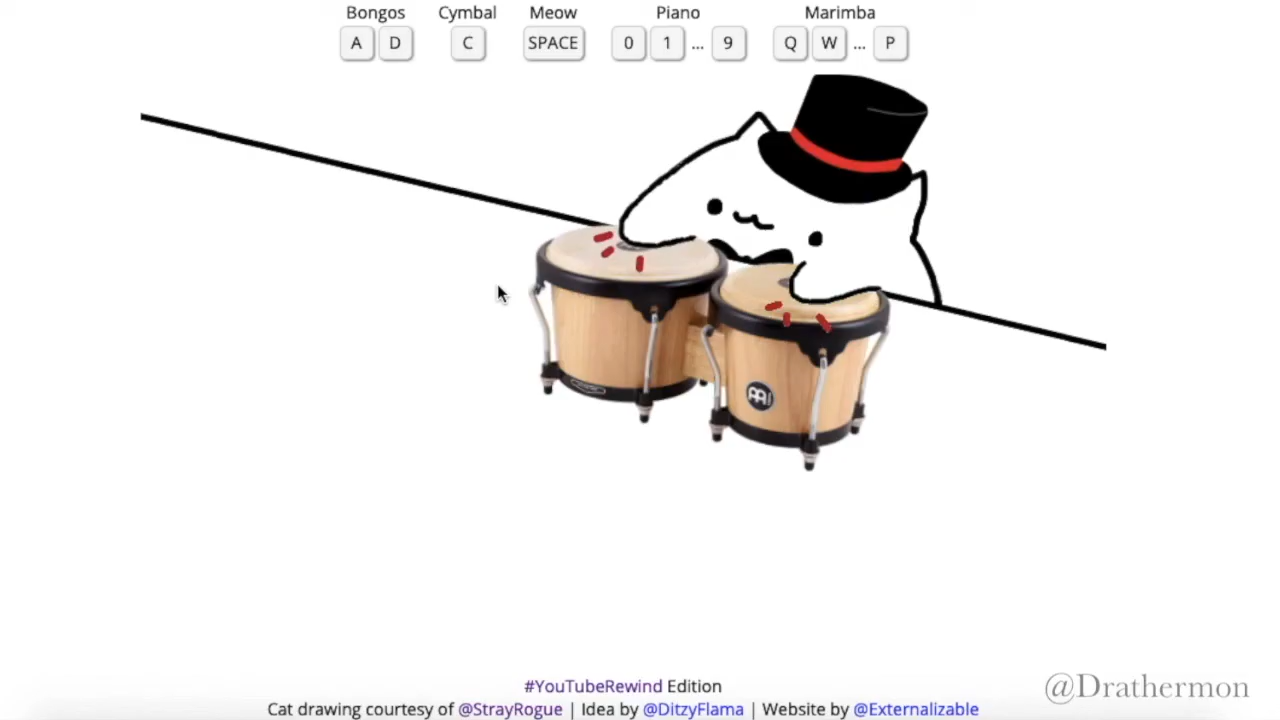 Bongos Cymbal Meow Piano Marimba
A D C SPACE 0 1 ... 9 Q W ... P
#YouTubeRewind Edition
Cat drawing courtesy of @StrayRogue | Idea by @DitzyFlama | Website by @Externalizable
@Drathermon